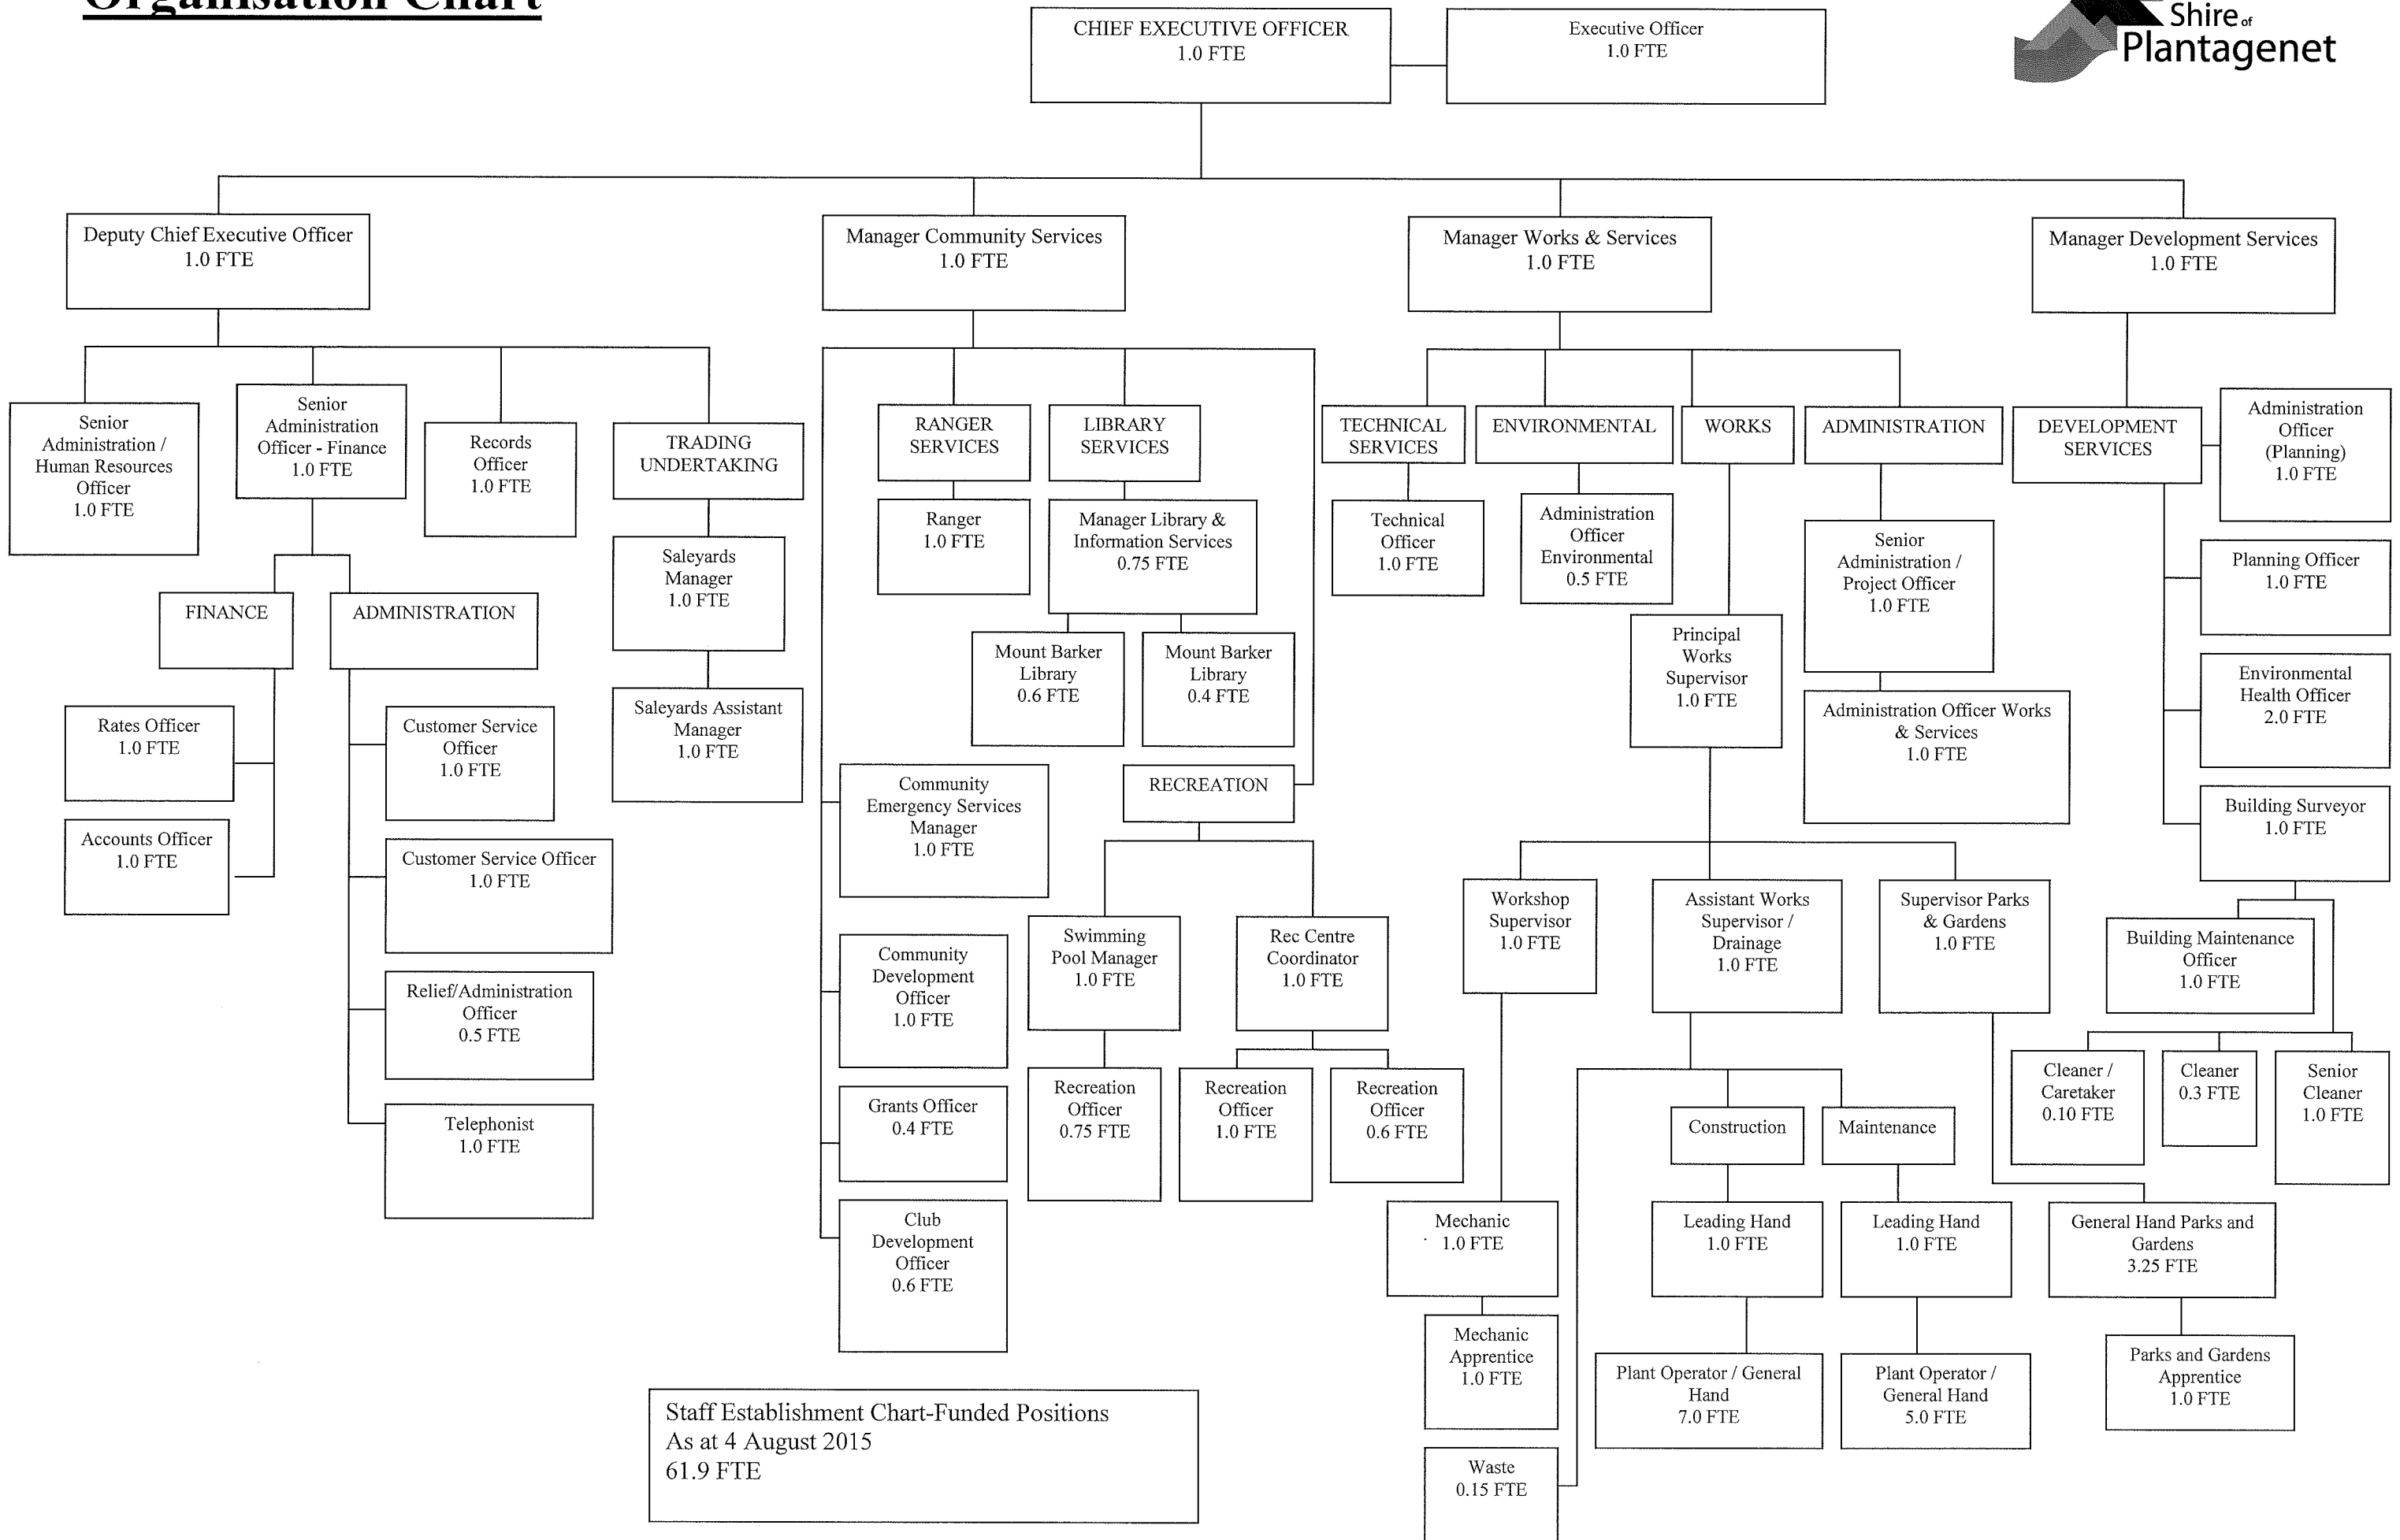 Organisation Chart
Shire of
Plantagenet
CHIEF EXECUTIVE OFFICER
1.0 FTE
Executive Officer
1.0 FTE
Deputy Chief Executive Officer
1.0 FTE
Manager Community Services
1.0 FTE
Manager Works & Services
1.0 FTE
Manager Development Services
1.0 FTE
Senior
Administration /
Human Resources
Officer
1.0 FTE
Senior
Administration
Officer - Finance
1.0 FTE
Records
Officer
1.0 FTE
TRADING
UNDERTAKING
Saleyards
Manager
1.0 FTE
Saleyards Assistant
Manager
1.0 FTE
FINANCE
ADMINISTRATION
Rates Officer
1.0 FTE
Accounts Officer
1.0 FTE
Customer Service
Officer
1.0 FTE
Customer Service Officer
1.0 FTE
Relief/Administration
Officer
0.5 FTE
Telephonist
1.0 FTE
RANGER
SERVICES
Ranger
1.0 FTE
LIBRARY
SERVICES
Manager Library &
Information Services
0.75 FTE
Mount Barker
Library
0.6 FTE
Mount Barker
Library
0.4 FTE
RECREATION
Community
Emergency Services
Manager
1.0 FTE
Community
Development
Officer
1.0 FTE
Grants Officer
0.4 FTE
Club
Development
Officer
0.6 FTE
Swimming
Pool Manager
1.0 FTE
Rec Centre
Coordinator
1.0 FTE
Recreation
Officer
0.75 FTE
Recreation
Officer
1.0 FTE
Recreation
Officer
0.6 FTE
TECHNICAL
SERVICES
Technical
Officer
1.0 FTE
ENVIRONMENTAL
Administration
Officer
Environmental
0.5 FTE
WORKS
Principal
Works
Supervisor
1.0 FTE
ADMINISTRATION
Senior
Administration /
Project Officer
1.0 FTE
Administration Officer Works
& Services
1.0 FTE
Workshop
Supervisor
1.0 FTE
Assistant Works
Supervisor /
Drainage
1.0 FTE
Supervisor Parks
& Gardens
1.0 FTE
Construction
Maintenance
Mechanic
1.0 FTE
Leading Hand
1.0 FTE
Leading Hand
1.0 FTE
General Hand Parks and
Gardens
3.25 FTE
Mechanic
Apprentice
1.0 FTE
Plant Operator / General
Hand
7.0 FTE
Plant Operator /
General Hand
5.0 FTE
Parks and Gardens
Apprentice
1.0 FTE
Waste
0.15 FTE
DEVELOPMENT
SERVICES
Administration
Officer
(Planning)
1.0 FTE
Planning Officer
1.0 FTE
Environmental
Health Officer
2.0 FTE
Building Surveyor
1.0 FTE
Building Maintenance
Officer
1.0 FTE
Cleaner /
Caretaker
0.10 FTE
Cleaner
0.3 FTE
Senior
Cleaner
1.0 FTE
Staff Establishment Chart-Funded Positions
As at 4 August 2015
61.9 FTE